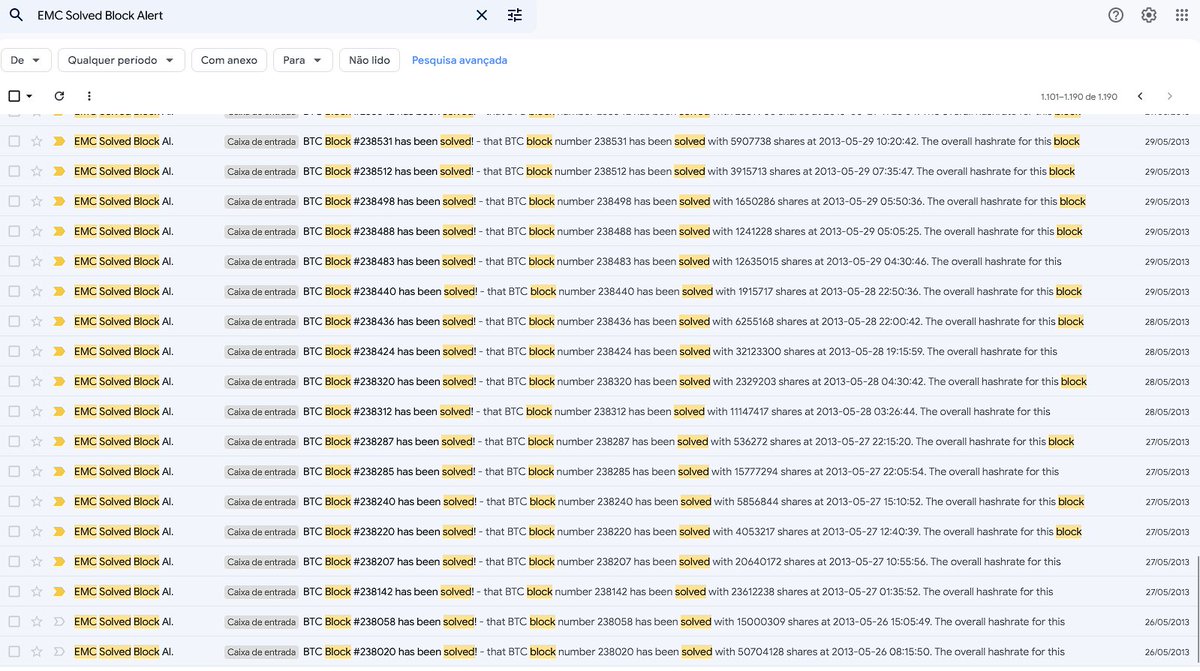 EMC Solved Block Alert
De Qualquer período Com anexo Para Não lido Pesquisa avançada
1.101–1.190 de 1.190
EMC Solved Block Al. Caixa de entrada BTC Block #238531 has been solved! - that BTC block number 238531 has been solved with 5907738 shares at 2013-05-29 10:20:42. The overall hashrate for this block 29/05/2013
EMC Solved Block Al. Caixa de entrada BTC Block #238512 has been solved! - that BTC block number 238512 has been solved with 3915713 shares at 2013-05-29 07:35:47. The overall hashrate for this block 29/05/2013
EMC Solved Block Al. Caixa de entrada BTC Block #238498 has been solved! - that BTC block number 238498 has been solved with 1650286 shares at 2013-05-29 05:50:36. The overall hashrate for this block 29/05/2013
EMC Solved Block Al. Caixa de entrada BTC Block #238488 has been solved! - that BTC block number 238488 has been solved with 1241228 shares at 2013-05-29 05:05:25. The overall hashrate for this block 29/05/2013
EMC Solved Block Al. Caixa de entrada BTC Block #238483 has been solved! - that BTC block number 238483 has been solved with 12635015 shares at 2013-05-29 04:30:46. The overall hashrate for this 29/05/2013
EMC Solved Block Al. Caixa de entrada BTC Block #238440 has been solved! - that BTC block number 238440 has been solved with 1915717 shares at 2013-05-28 22:50:36. The overall hashrate for this block 28/05/2013
EMC Solved Block Al. Caixa de entrada BTC Block #238436 has been solved! - that BTC block number 238436 has been solved with 6255168 shares at 2013-05-28 22:00:42. The overall hashrate for this block 28/05/2013
EMC Solved Block Al. Caixa de entrada BTC Block #238424 has been solved! - that BTC block number 238424 has been solved with 32123300 shares at 2013-05-28 19:15:59. The overall hashrate for this 28/05/2013
EMC Solved Block Al. Caixa de entrada BTC Block #238320 has been solved! - that BTC block number 238320 has been solved with 2329203 shares at 2013-05-28 04:30:42. The overall hashrate for this block 28/05/2013
EMC Solved Block Al. Caixa de entrada BTC Block #238312 has been solved! - that BTC block number 238312 has been solved with 11147417 shares at 2013-05-28 03:26:44. The overall hashrate for this 28/05/2013
EMC Solved Block Al. Caixa de entrada BTC Block #238287 has been solved! - that BTC block number 238287 has been solved with 536272 shares at 2013-05-27 22:15:20. The overall hashrate for this block 27/05/2013
EMC Solved Block Al. Caixa de entrada BTC Block #238285 has been solved! - that BTC block number 238285 has been solved with 15777294 shares at 2013-05-27 22:05:54. The overall hashrate for this 27/05/2013
EMC Solved Block Al. Caixa de entrada BTC Block #238240 has been solved! - that BTC block number 238240 has been solved with 5856844 shares at 2013-05-27 15:10:52. The overall hashrate for this block 27/05/2013
EMC Solved Block Al. Caixa de entrada BTC Block #238220 has been solved! - that BTC block number 238220 has been solved with 4053217 shares at 2013-05-27 12:40:39. The overall hashrate for this block 27/05/2013
EMC Solved Block Al. Caixa de entrada BTC Block #238207 has been solved! - that BTC block number 238207 has been solved with 20640172 shares at 2013-05-27 10:55:56. The overall hashrate for this 27/05/2013
EMC Solved Block Al. Caixa de entrada BTC Block #238142 has been solved! - that BTC block number 238142 has been solved with 23612238 shares at 2013-05-27 01:35:52. The overall hashrate for this 27/05/2013
EMC Solved Block Al. Caixa de entrada BTC Block #238058 has been solved! - that BTC block number 238058 has been solved with 15000309 shares at 2013-05-26 15:05:49. The overall hashrate for this 26/05/2013
EMC Solved Block Al. Caixa de entrada BTC Block #238020 has been solved! - that BTC block number 238020 has been solved with 50704128 shares at 2013-05-26 08:15:50. The overall hashrate for this 26/05/2013